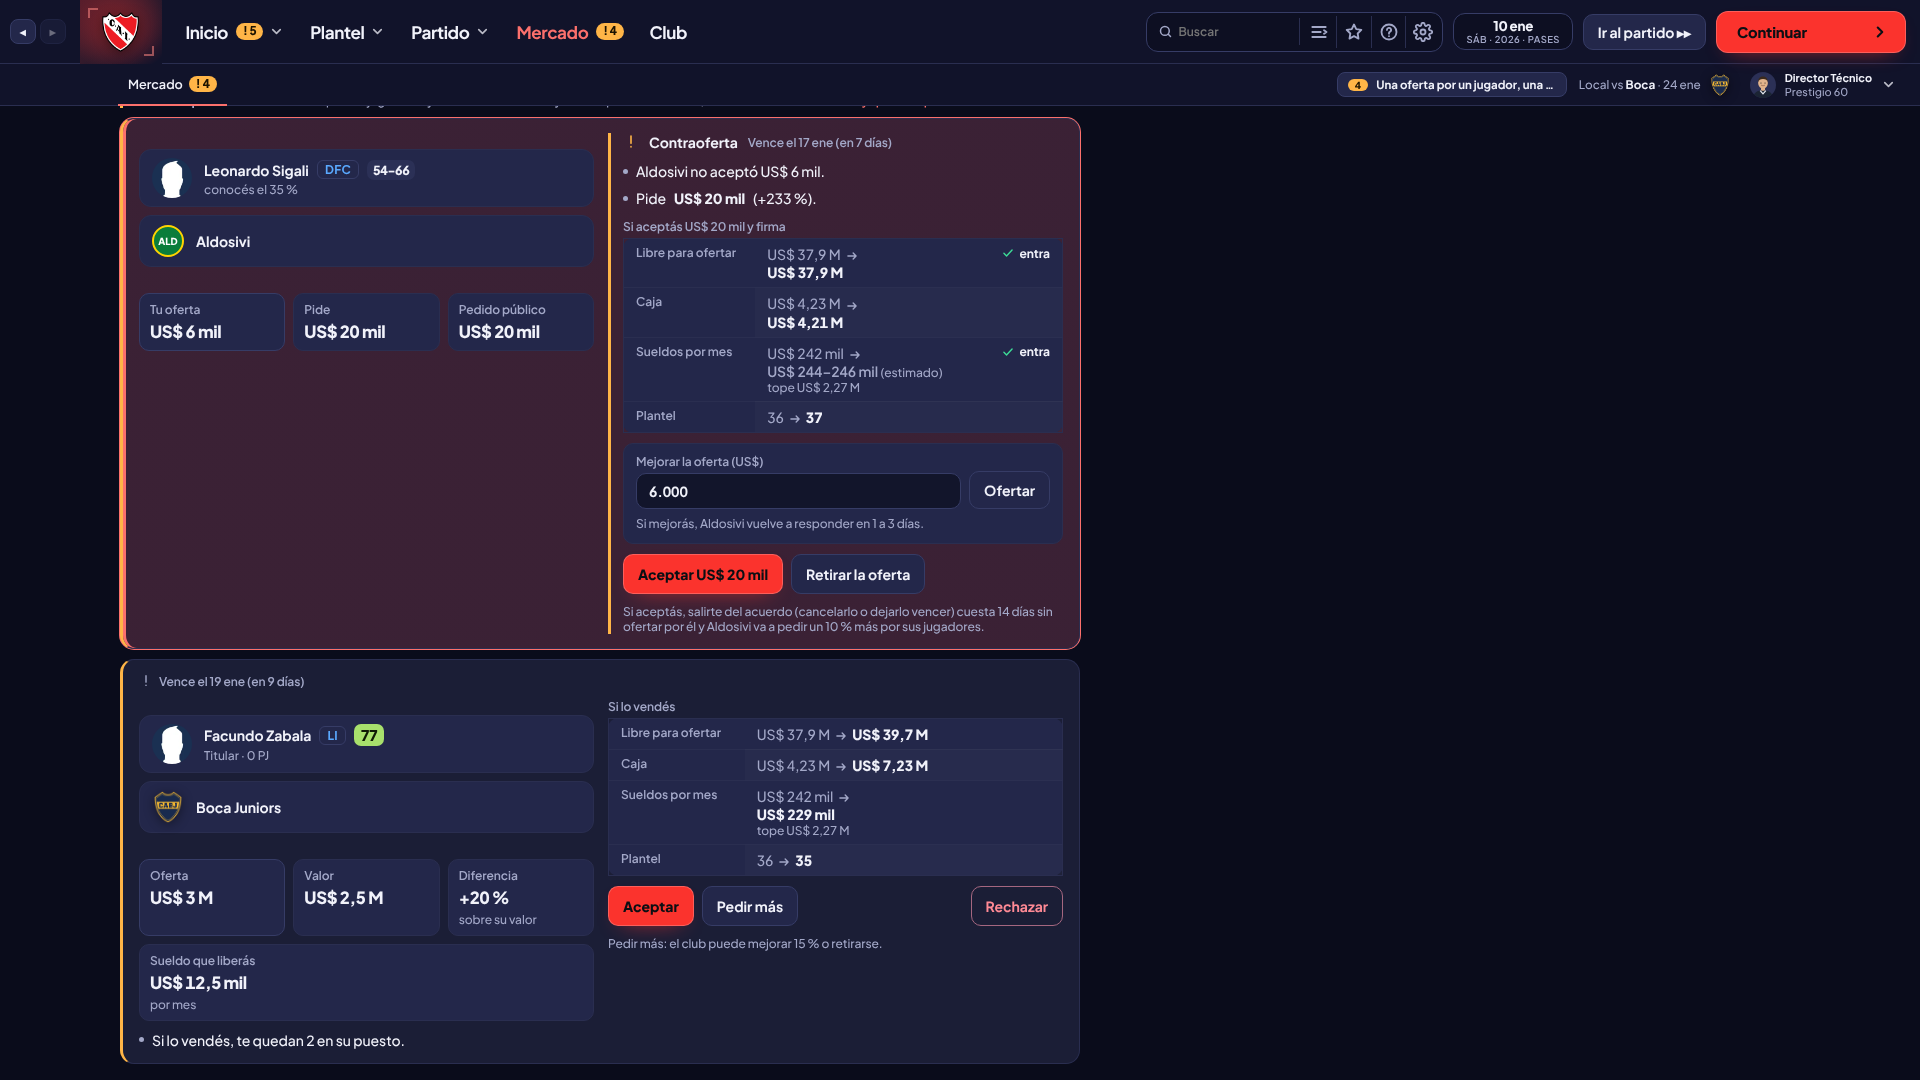 Inicio ! 5
Plantel
Partido
Mercado ! 4
Club
Buscar
10 ene
SÁB · 2026 · PASES
Ir al partido ▸▸
Continuar
Mercado ! 4
4 Una oferta por un jugador, una ...
Local vs Boca · 24 ene
Director Técnico
Prestigio 60
Leonardo Sigali DFC 54–66
conocés el 35 %
ALD Aldosivi
Tu oferta
US$ 6 mil
Pide
US$ 20 mil
Pedido público
US$ 20 mil
! Contraoferta Vence el 17 ene (en 7 días)
• Aldosivi no aceptó US$ 6 mil.
• Pide US$ 20 mil (+233 %).
Si aceptás US$ 20 mil y firma
Libre para ofertar US$ 37,9 M → US$ 37,9 M ✓ entra
Caja US$ 4,23 M → US$ 4,21 M
Sueldos por mes US$ 242 mil → US$ 244–246 mil (estimado) ✓ entra
tope US$ 2,27 M
Plantel 36 → 37
Mejorar la oferta (US$)
6.000 Ofertar
Si mejorás, Aldosivi vuelve a responder en 1 a 3 días.
Aceptar US$ 20 mil Retirar la oferta
Si aceptás, salirte del acuerdo (cancelarlo o dejarlo vencer) cuesta 14 días sin
ofertar por él y Aldosivi va a pedir un 10 % más por sus jugadores.
! Vence el 19 ene (en 9 días)
Facundo Zabala LI 77
Titular · 0 PJ
CABJ Boca Juniors
Oferta
US$ 3 M
Valor
US$ 2,5 M
Diferencia
+20 %
sobre su valor
Sueldo que liberás
US$ 12,5 mil
por mes
• Si lo vendés, te quedan 2 en su puesto.
Si lo vendés
Libre para ofertar US$ 37,9 M → US$ 39,7 M
Caja US$ 4,23 M → US$ 7,23 M
Sueldos por mes US$ 242 mil → US$ 229 mil
tope US$ 2,27 M
Plantel 36 → 35
Aceptar Pedir más Rechazar
Pedir más: el club puede mejorar 15 % o retirarse.